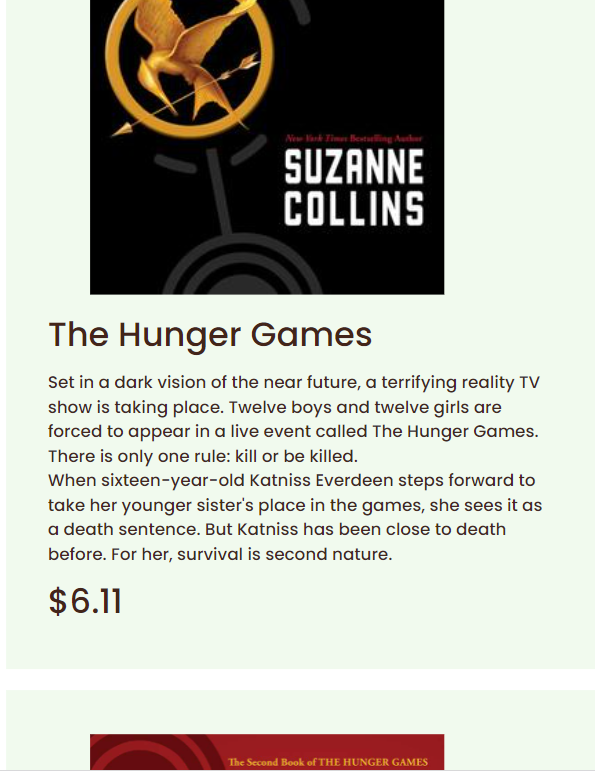 New York Times Bestselling Author
SUZANNE
COLLINS
The Hunger Games
Set in a dark vision of the near future, a terrifying reality TV
show is taking place. Twelve boys and twelve girls are
forced to appear in a live event called The Hunger Games.
There is only one rule: kill or be killed.
When sixteen-year-old Katniss Everdeen steps forward to
take her younger sister's place in the games, she sees it as
a death sentence. But Katniss has been close to death
before. For her, survival is second nature.
$6.11
The Second Book of THE HUNGER GAMES